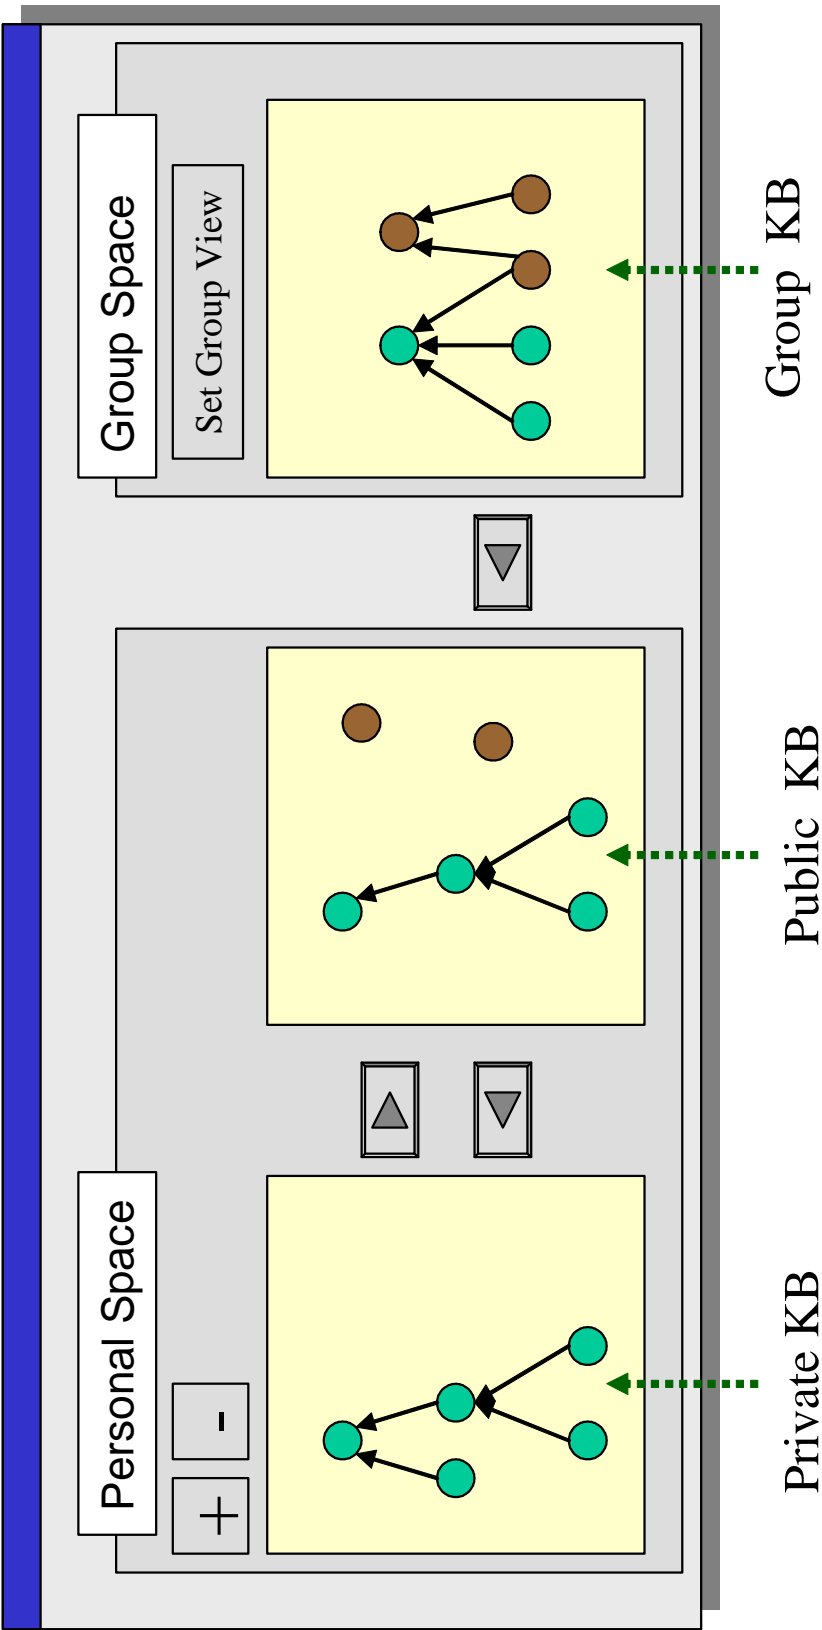 Personal Space
Group Space
+
-
Set Group View
Private KB
Public KB
Group KB